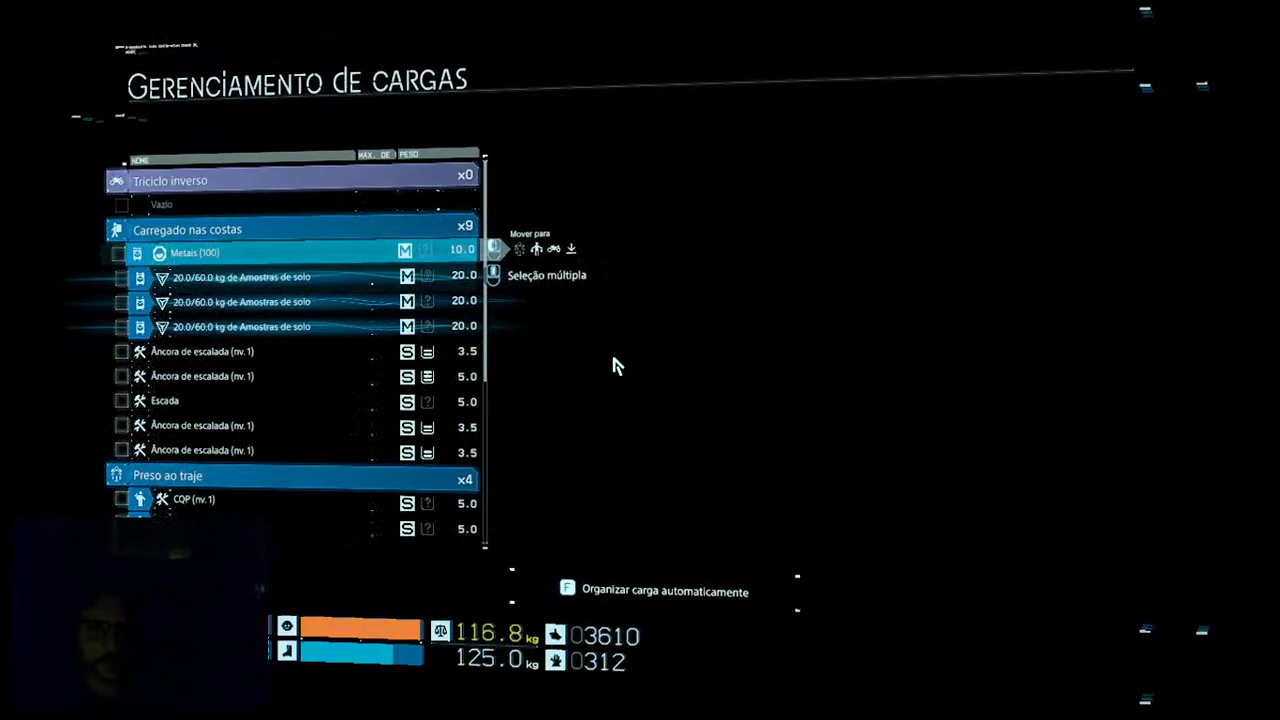 GERENCIAMENTO de CARGAS
NOME MÁX. DE PESO
Triciclo inverso x0
Vazio
Carregado nas costas x9
Metais (100) M 10.0
20.0/60.0 kg de Amostras de solo M 20.0
20.0/60.0 kg de Amostras de solo M 20.0
20.0/60.0 kg de Amostras de solo M 20.0
Âncora de escalada (nv.1) S 3.5
Âncora de escalada (nv.1) S 5.0
Escada S 5.0
Âncora de escalada (nv.1) S 3.5
Âncora de escalada (nv.1) S 3.5
Preso ao traje x4
CQP (nv.1) S 5.0
S 5.0
Mover para
Seleção múltipla
F Organizar carga automaticamente
116.8 kg 03610
125.0 kg 0312